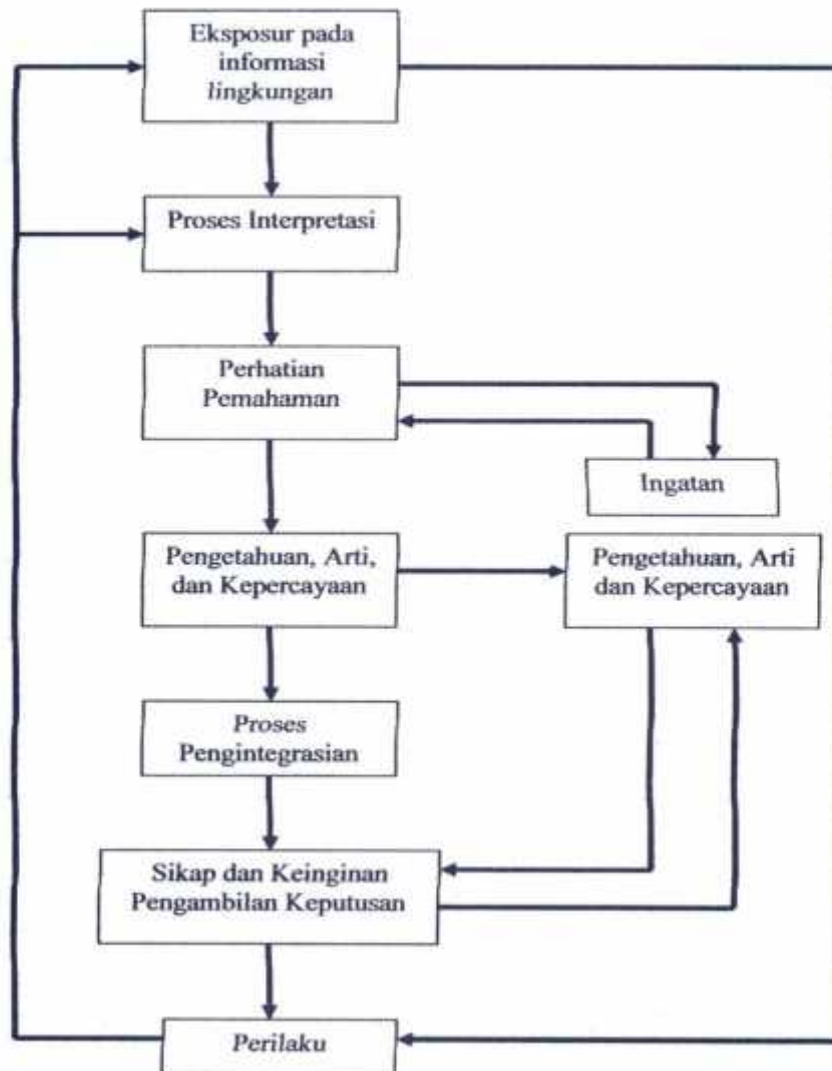 Eksposur pada
informasi
lingkungan
Proses Interpretasi
Perhatian
Pemahaman
Ingatan
Pengetahuan, Arti,
dan Kepercayaan
Pengetahuan, Arti
dan Kepercayaan
Proses
Pengintegrasian
Sikap dan Keinginan
Pengambilan Keputusan
Perilaku